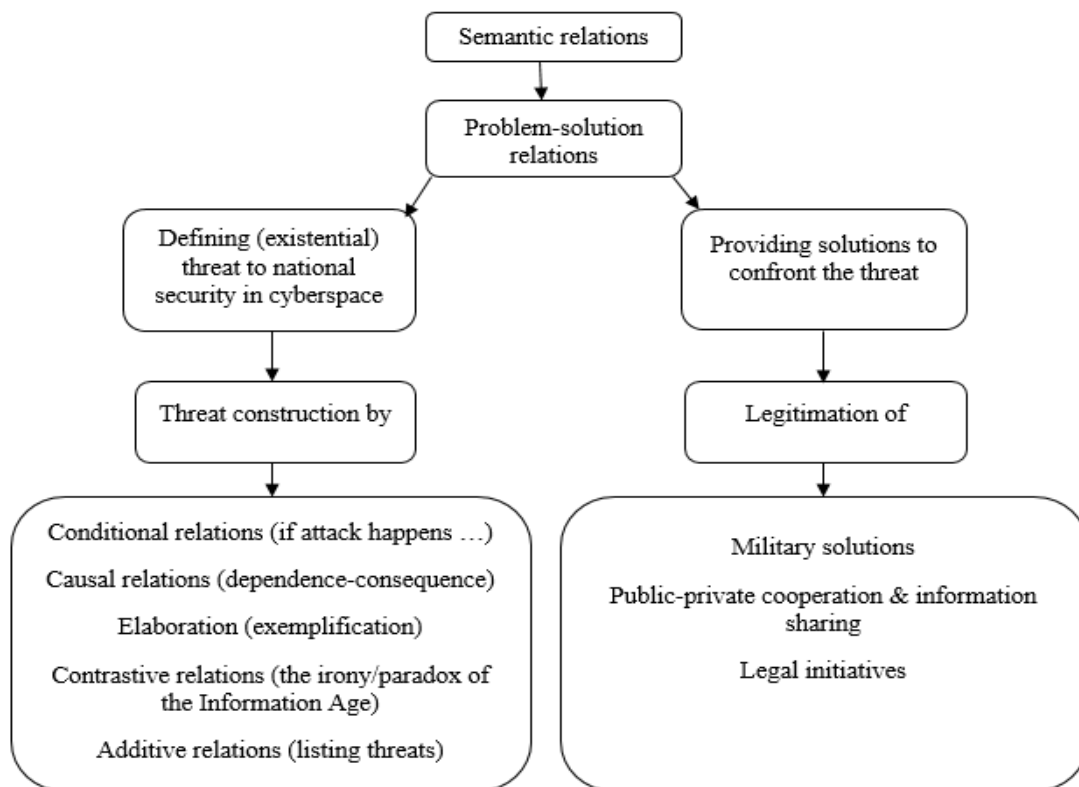 Semantic relations
Problem-solution
relations
Defining (existential)
threat to national
security in cyberspace
Providing solutions to
confront the threat
Threat construction by
Legitimation of
Conditional relations (if attack happens …)
Causal relations (dependence-consequence)
Elaboration (exemplification)
Contrastive relations (the irony/paradox of
the Information Age)
Additive relations (listing threats)
Military solutions
Public-private cooperation & information
sharing
Legal initiatives